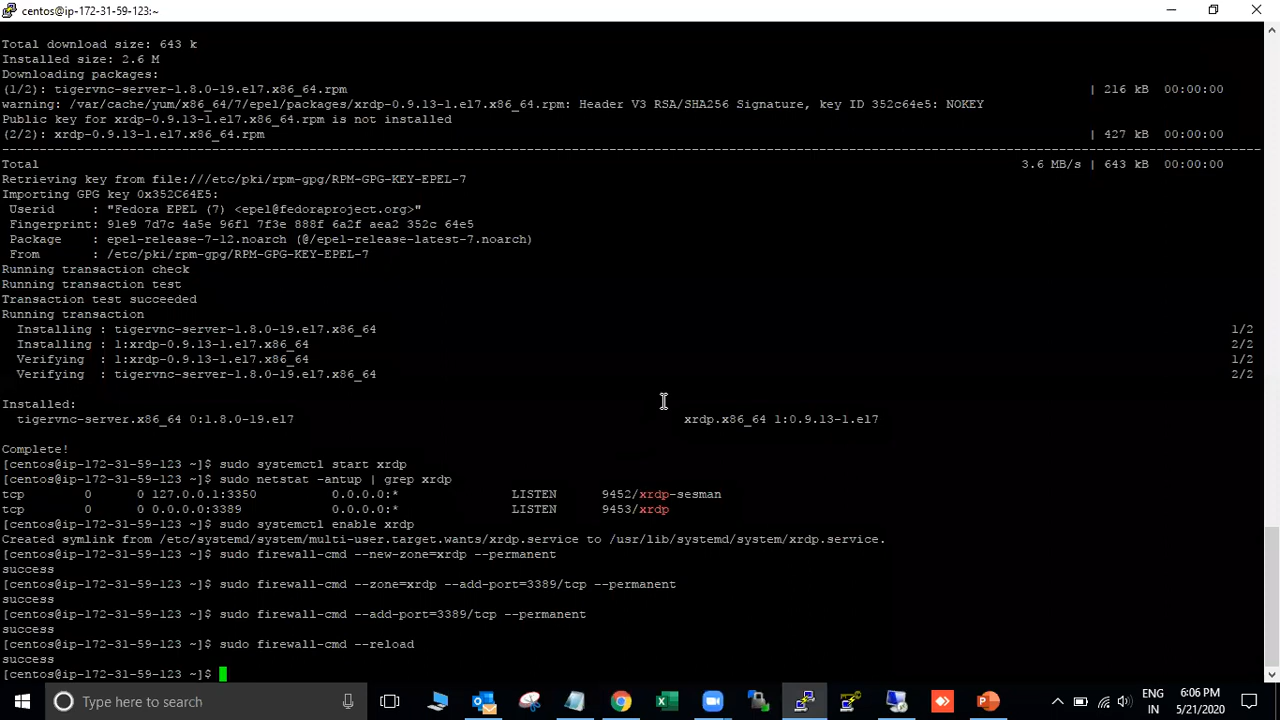 centos@ip-172-31-59-123:~
Total download size: 643 k
Installed size: 2.6 M
Downloading packages:
(1/2): tigervnc-server-1.8.0-19.el7.x86_64.rpm | 216 kB 00:00:00
warning: /var/cache/yum/x86_64/7/epel/packages/xrdp-0.9.13-1.el7.x86_64.rpm: Header V3 RSA/SHA256 Signature, key ID 352c64e5: NOKEY
Public key for xrdp-0.9.13-1.el7.x86_64.rpm is not installed
(2/2): xrdp-0.9.13-1.el7.x86_64.rpm | 427 kB 00:00:00
--------------------------------------------------------------------------------
Total 3.6 MB/s | 643 kB 00:00:00
Retrieving key from file:///etc/pki/rpm-gpg/RPM-GPG-KEY-EPEL-7
Importing GPG key 0x352C64E5:
Userid : "Fedora EPEL (7) <epel@fedoraproject.org>"
Fingerprint: 91e9 7d7c 4a5e 96f1 7f3e 888f 6a2f aea2 352c 64e5
Package : epel-release-7-12.noarch (@/epel-release-latest-7.noarch)
From : /etc/pki/rpm-gpg/RPM-GPG-KEY-EPEL-7
Running transaction check
Running transaction test
Transaction test succeeded
Running transaction
Installing : tigervnc-server-1.8.0-19.el7.x86_64 1/2
Installing : 1:xrdp-0.9.13-1.el7.x86_64 2/2
Verifying : 1:xrdp-0.9.13-1.el7.x86_64 1/2
Verifying : tigervnc-server-1.8.0-19.el7.x86_64 2/2
Installed:
tigervnc-server.x86_64 0:1.8.0-19.el7 xrdp.x86_64 1:0.9.13-1.el7
Complete!
[centos@ip-172-31-59-123 ~]$ sudo systemctl start xrdp
[centos@ip-172-31-59-123 ~]$ sudo netstat -antup | grep xrdp
tcp 0 0 127.0.0.1:3350 0.0.0.0:* LISTEN 9452/xrdp-sesman
tcp 0 0 0.0.0.0:3389 0.0.0.0:* LISTEN 9453/xrdp
[centos@ip-172-31-59-123 ~]$ sudo systemctl enable xrdp
Created symlink from /etc/systemd/system/multi-user.target.wants/xrdp.service to /usr/lib/systemd/system/xrdp.service.
[centos@ip-172-31-59-123 ~]$ sudo firewall-cmd --new-zone=xrdp --permanent
success
[centos@ip-172-31-59-123 ~]$ sudo firewall-cmd --zone=xrdp --add-port=3389/tcp --permanent
success
[centos@ip-172-31-59-123 ~]$ sudo firewall-cmd --add-port=3389/tcp --permanent
success
[centos@ip-172-31-59-123 ~]$ sudo firewall-cmd --reload
success
[centos@ip-172-31-59-123 ~]$
Type here to search
ENG
IN
6:06 PM
5/21/2020